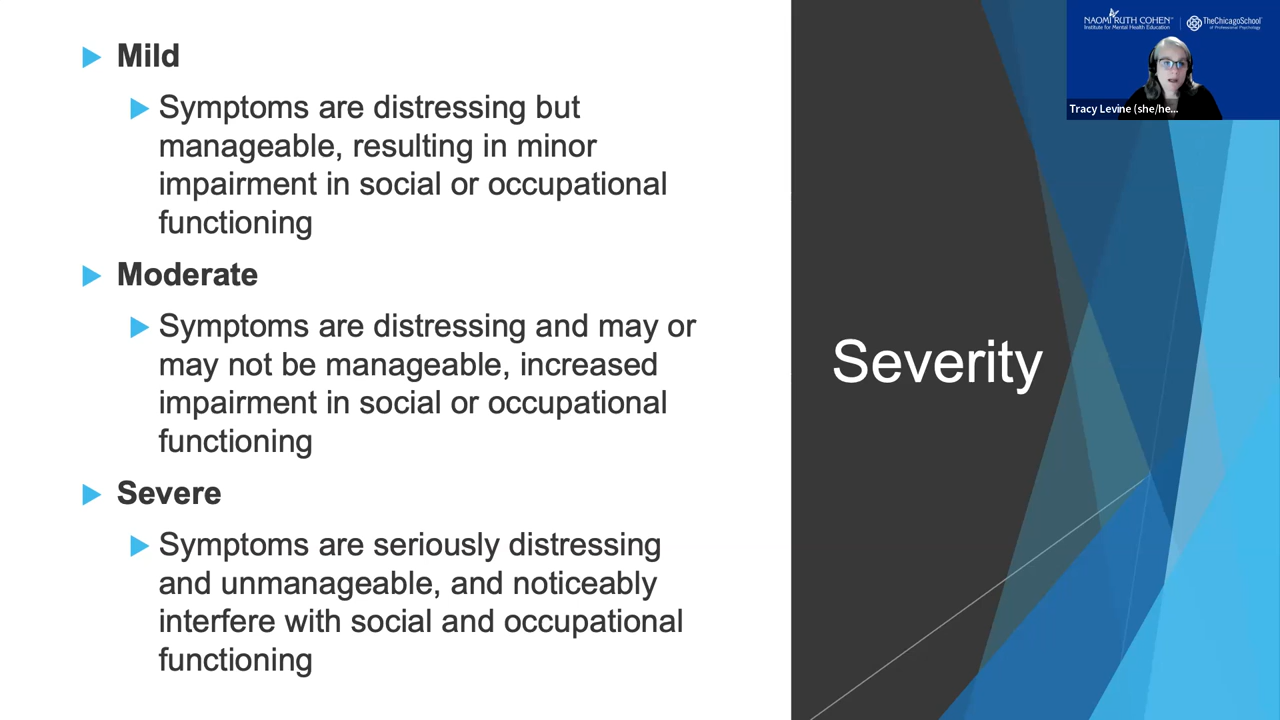 Mild
Symptoms are distressing but
manageable, resulting in minor
impairment in social or occupational
functioning
Moderate
Symptoms are distressing and may or
may not be manageable, increased
impairment in social or occupational
functioning
Severe
Symptoms are seriously distressing
and unmanageable, and noticeably
interfere with social and occupational
functioning
Severity
NAOMI RUTH COHEN
Institute for Mental Health Education
TheChicagoSchool
of Professional Psychology
Tracy Levine (she/he...